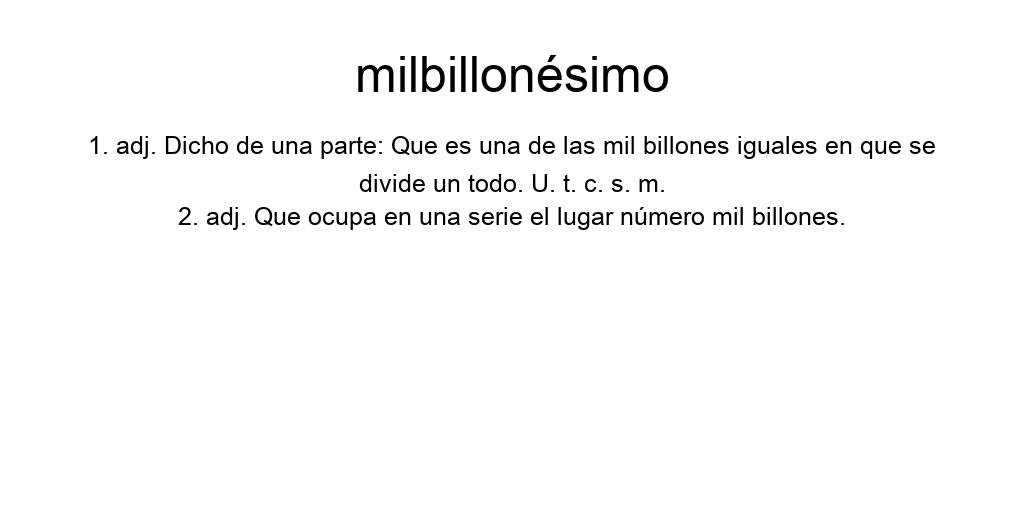 milbillonésimo
1. adj. Dicho de una parte: Que es una de las mil billones iguales en que se
divide un todo. U. t. c. s. m.
2. adj. Que ocupa en una serie el lugar número mil billones.